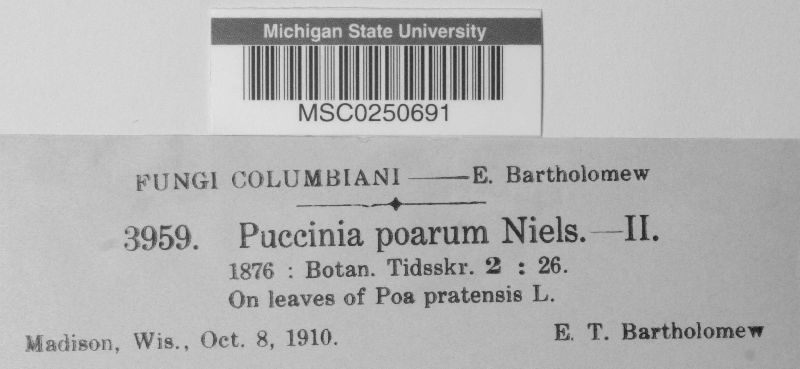 Michigan State University
MSC0250691
FUNGI COLUMBIANI —— E. Bartholomew
3959. Puccinia poarum Niels.—II.
1876 : Botan. Tidsskr. 2 : 26.
On leaves of Poa pratensis L.
Madison, Wis., Oct. 8, 1910. E. T. Bartholomew